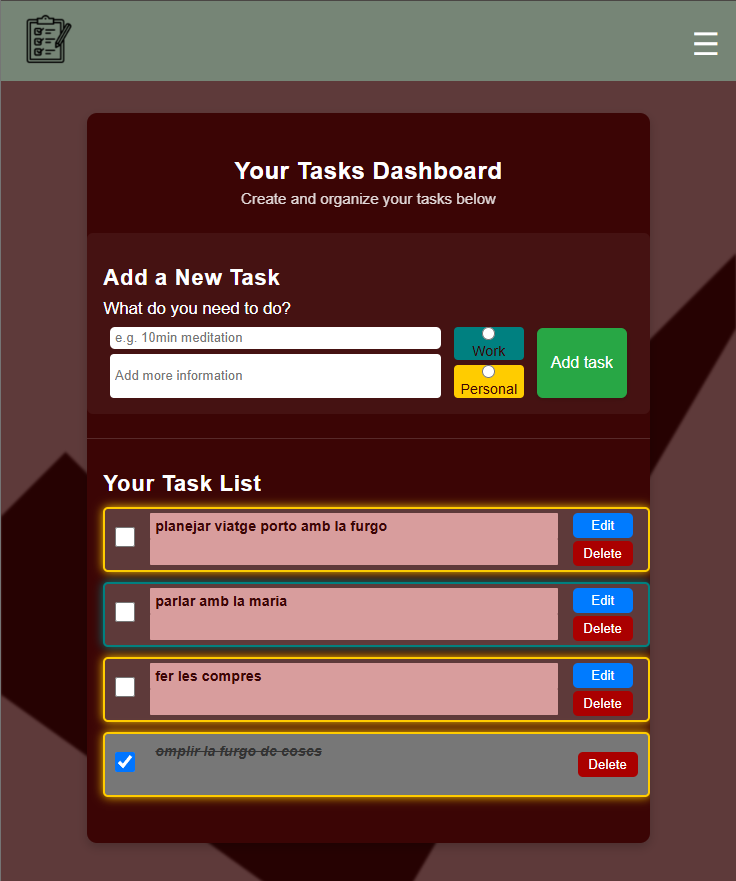 Your Tasks Dashboard
Create and organize your tasks below
Add a New Task
What do you need to do?
e.g. 10min meditation
Add more information
Work
Personal
Add task
Your Task List
planejar viatge porto amb la furgo
Edit
Delete
parlar amb la maria
Edit
Delete
fer les compres
Edit
Delete
omplir la furgo de coses
Delete